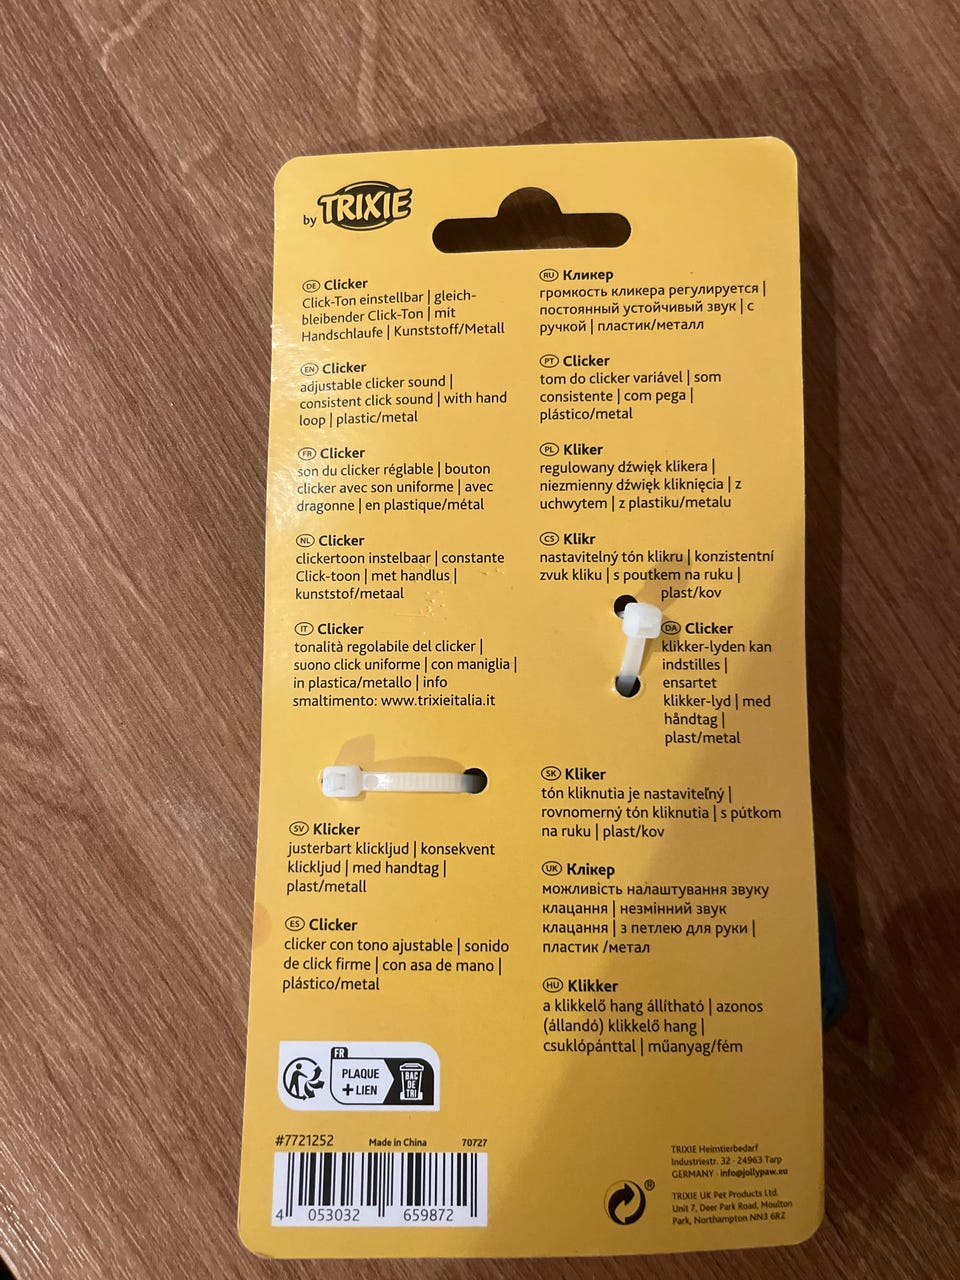 by TRIXIE
DE Clicker
Click-Ton einstellbar | gleich-
bleibender Click-Ton | mit
Handschlaufe | Kunststoff/Metall
EN Clicker
adjustable clicker sound |
consistent click sound | with hand
loop | plastic/metal
FR Clicker
son du clicker réglable | bouton
clicker avec son uniforme | avec
dragonne | en plastique/métal
NL Clicker
clickertoon instelbaar | constante
Click-toon | met handlus |
kunststof/metaal
IT Clicker
tonalità regolabile del clicker |
suono click uniforme | con maniglia |
in plastica/metallo | info
smaltimento: www.trixieitalia.it
SV Klicker
justerbart klickljud | konsekvent
klickljud | med handtag |
plast/metall
ES Clicker
clicker con tono ajustable | sonido
de click firme | con asa de mano |
plástico/metal
RU Кликер
громкость кликера регулируется |
постоянный устойчивый звук | с
ручкой | пластик/металл
PT Clicker
tom do clicker variável | som
consistente | com pega |
plástico/metal
PL Kliker
regulowany dźwięk klikera |
niezmienny dźwięk kliknięcia | z
uchwytem | z plastiku/metalu
CS Klikr
nastavitelný tón klikru | konzistentní
zvuk kliku | s poutkem na ruku |
plast/kov
DA Clicker
klikker-lyden kan
indstilles |
ensartet
klikker-lyd | med
håndtag |
plast/metal
SK Kliker
tón kliknutia je nastaviteľný |
rovnomerný tón kliknutia | s pútkom
na ruku | plast/kov
UK Клікер
можливість налаштування звуку
клацання | незмінний звук
клацання | з петлею для руки |
пластик /метал
HU Klikker
a klikkelő hang állítható | azonos
(állandó) klikkelő hang |
csuklópánttal | műanyag/fém
FR
PLAQUE
+ LIEN
BAC
DE
TRI
#7721252 Made in China 70727
4 053032 659872
TRIXIE Heimtierbedarf
Industriestr. 32 · 24963 Tarp
GERMANY · info@jollypaw.eu
®
TRIXIE UK Pet Products Ltd.
Unit 7, Deer Park Road, Moulton
Park, Northampton NN3 6RZ